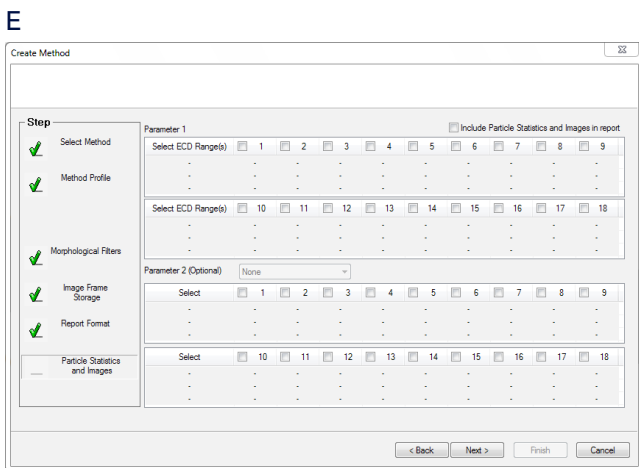 E
Create Method
Step
Select Method
Method Profile
Morphological Filters
Image Frame
Storage
Report Format
Particle Statistics
and Images
Parameter 1
Include Particle Statistics and Images in report
Select ECD Range(s) 1 2 3 4 5 6 7 8 9
- - - - - - - - - -
- - - - - - - - - -
- - - - - - - - - -
Select ECD Range(s) 10 11 12 13 14 15 16 17 18
- - - - - - - - - -
- - - - - - - - - -
- - - - - - - - - -
Parameter 2 (Optional) None
Select 1 2 3 4 5 6 7 8 9
- - - - - - - - - -
- - - - - - - - - -
- - - - - - - - - -
Select 10 11 12 13 14 15 16 17 18
- - - - - - - - - -
- - - - - - - - - -
- - - - - - - - - -
< Back Next > Finish Cancel